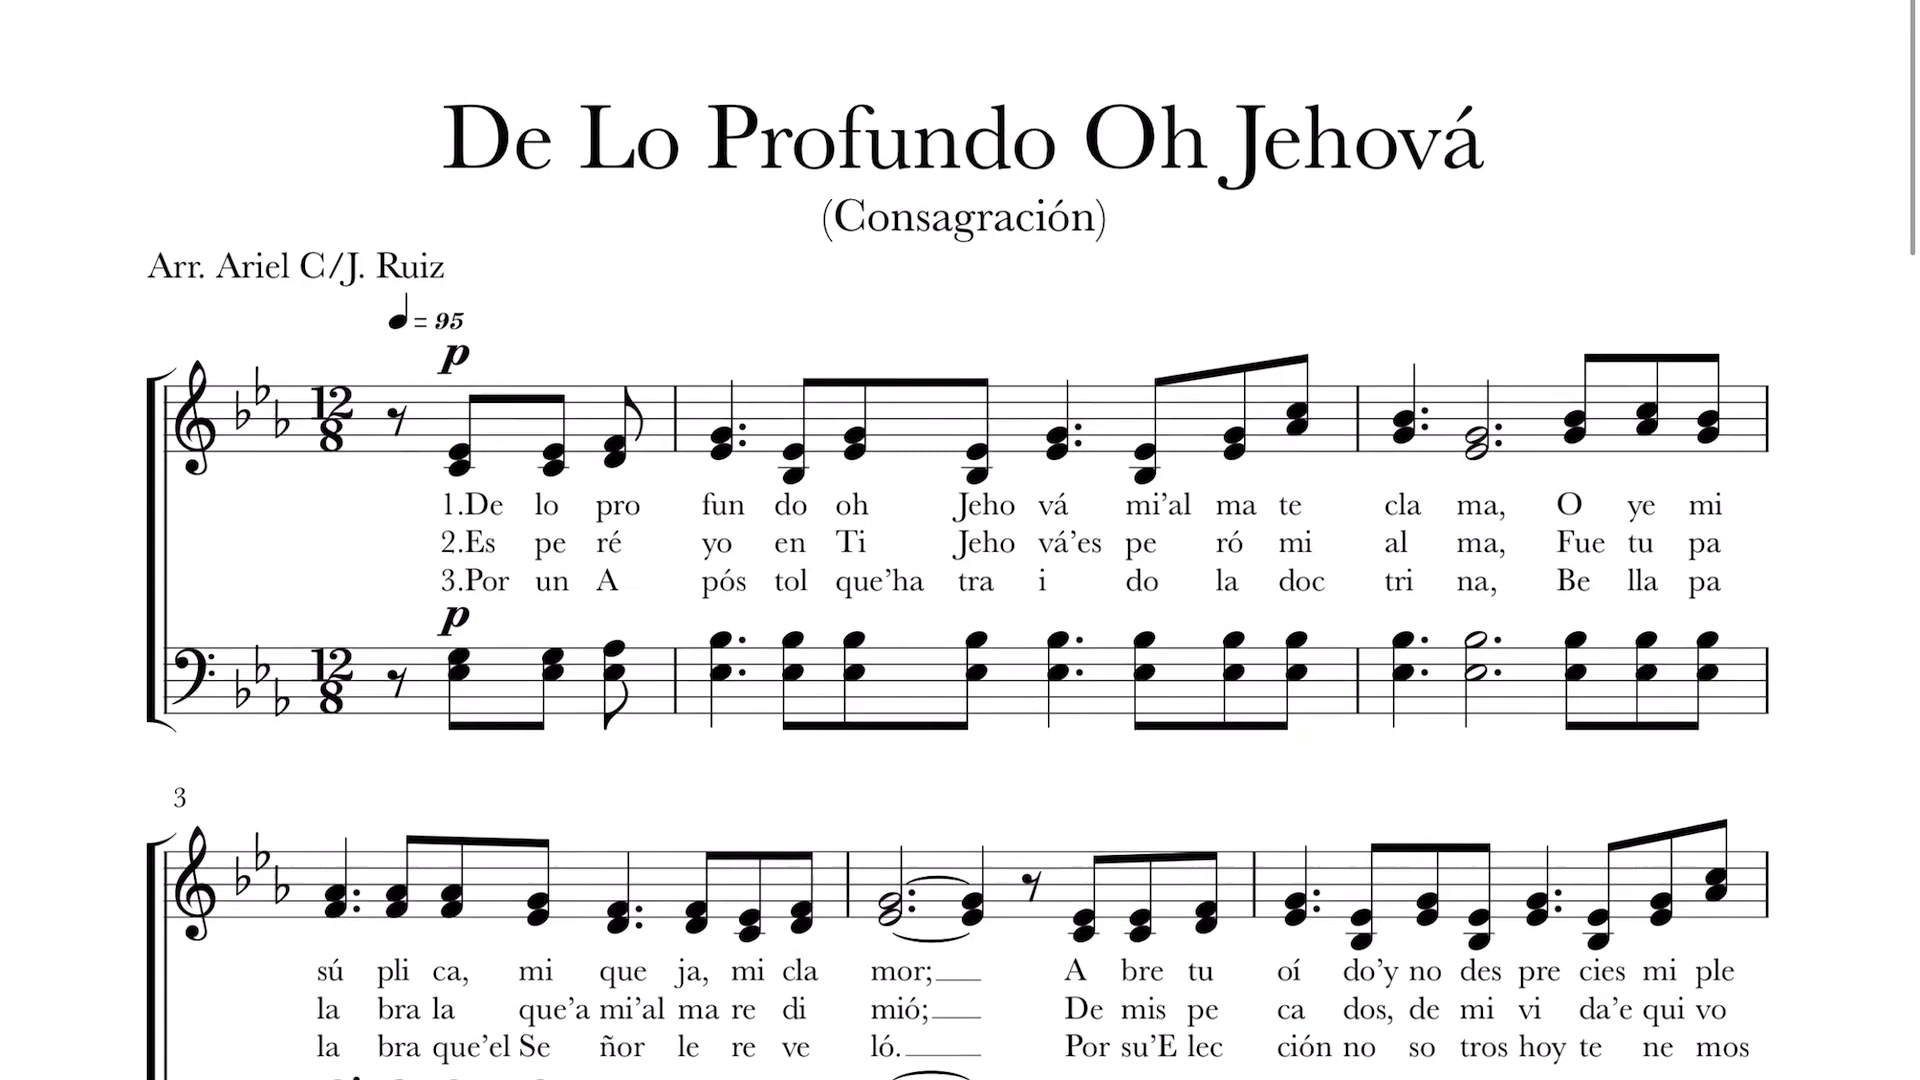 De Lo Profundo Oh Jehová
(Consagración)
Arr. Ariel C/J. Ruiz
= 95
p
12
8
1.De lo pro fun do oh Jeho vá mi’al ma te cla ma, O ye mi
2.Es pe ré yo en Ti Jeho vá’es pe ró mi al ma, Fue tu pa
3.Por un A pós tol que’ha tra i do la doc tri na, Be lla pa
p
12
8
3
sú pli ca, mi que ja, mi cla mor; A bre tu oí do’y no des pre cies mi ple
la bra la que’a mi’al ma re di mió; De mis pe ca dos, de mi vi da’e qui vo
la bra que’el Se ñor le re ve ló. Por su’E lec ción no so tros hoy te ne mos